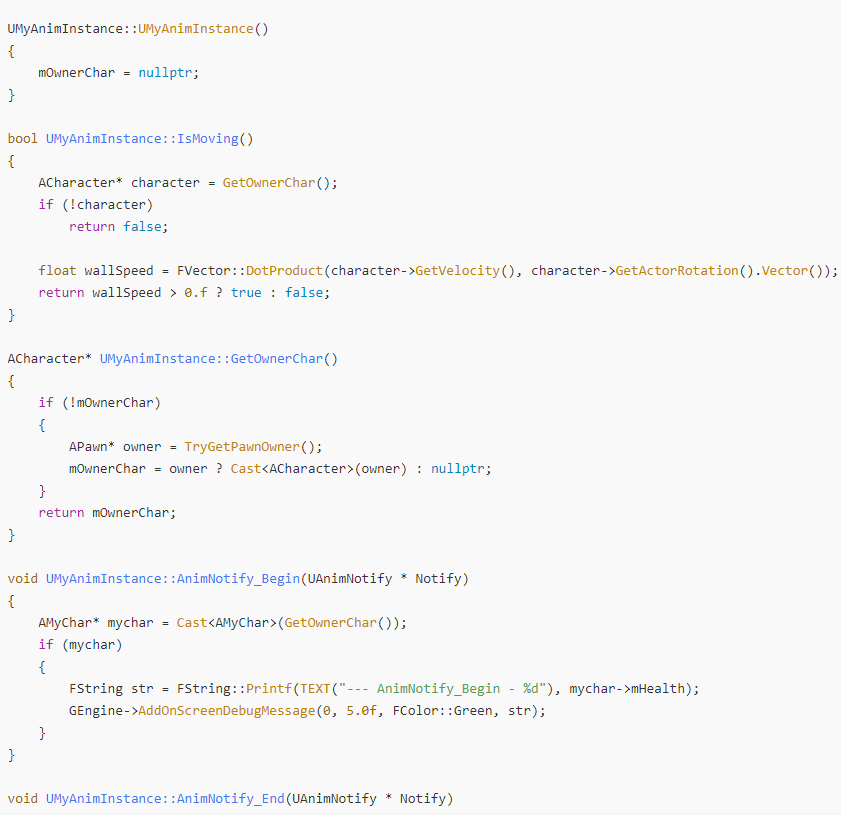 UMyAnimInstance::UMyAnimInstance()
{
    mOwnerChar = nullptr;
}

bool UMyAnimInstance::IsMoving()
{
    ACharacter* character = GetOwnerChar();
    if (!character)
        return false;

    float wallSpeed = FVector::DotProduct(character->GetVelocity(), character->GetActorRotation().Vector());
    return wallSpeed > 0.f ? true : false;
}

ACharacter* UMyAnimInstance::GetOwnerChar()
{
    if (!mOwnerChar)
    {
        APawn* owner = TryGetPawnOwner();
        mOwnerChar = owner ? Cast<ACharacter>(owner) : nullptr;
    }
    return mOwnerChar;
}

void UMyAnimInstance::AnimNotify_Begin(UAnimNotify * Notify)
{
    AMyChar* mychar = Cast<AMyChar>(GetOwnerChar());
    if (mychar)
    {
        FString str = FString::Printf(TEXT("--- AnimNotify_Begin - %d"), mychar->mHealth);
        GEngine->AddOnScreenDebugMessage(0, 5.0f, FColor::Green, str);
    }
}

void UMyAnimInstance::AnimNotify_End(UAnimNotify * Notify)